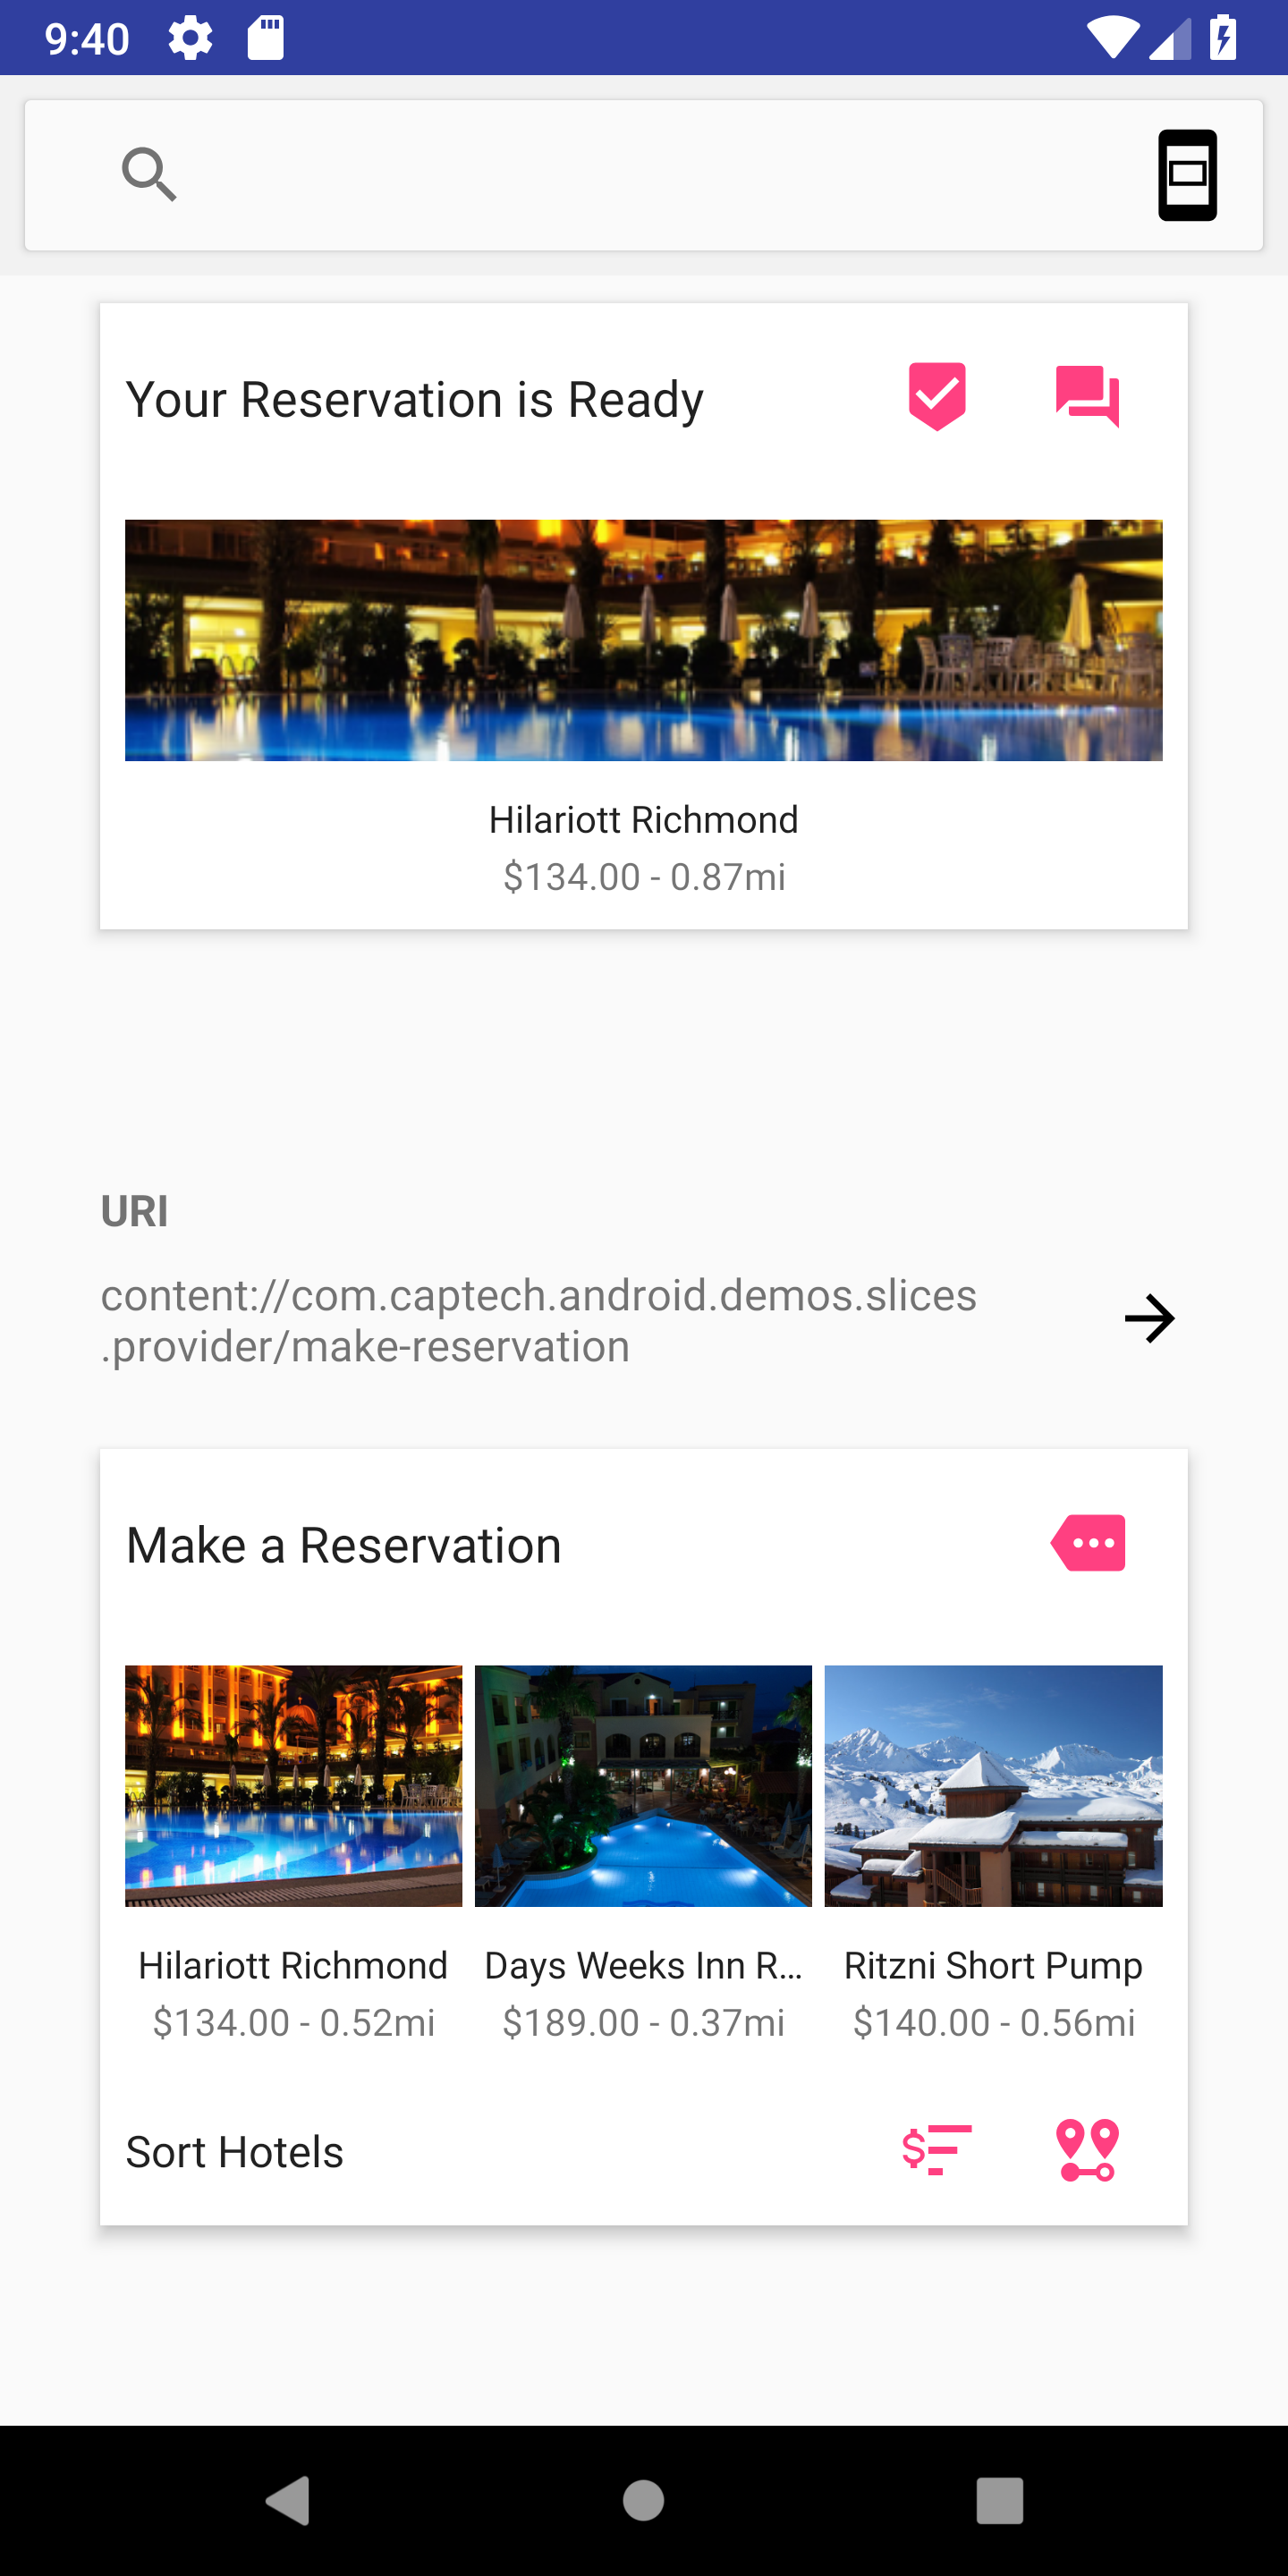 9:40
Your Reservation is Ready
Hilariott Richmond
$134.00 - 0.87mi
URI
content://com.captech.android.demos.slices
.provider/make-reservation
Make a Reservation
Hilariott Richmond
$134.00 - 0.52mi
Days Weeks Inn R...
$189.00 - 0.37mi
Ritzni Short Pump
$140.00 - 0.56mi
Sort Hotels
$